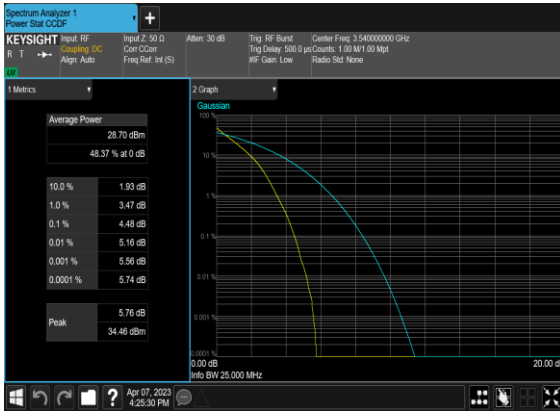 Spectrum Analyzer 1
Power Stat CCDF
KEYSIGHT
R T
LXI
Input: RF
Coupling: DC
Align: Auto
Input Z: 50 Ω
Corr CCorr
Freq Ref: Int (S)
Atten: 30 dB
Trig: RF Burst
Trig Delay: 500.0 μs
#IF Gain: Low
Center Freq: 3.540000000 GHz
Counts: 1.00 M/1.00 Mpt
Radio Std: None
1 Metrics
Average Power
28.70 dBm
48.37 % at 0 dB
10.0 % 1.93 dB
1.0 % 3.47 dB
0.1 % 4.48 dB
0.01 % 5.16 dB
0.001 % 5.56 dB
0.0001 % 5.74 dB
Peak
5.76 dB
34.46 dBm
2 Graph
Gaussian
100 %
10 %
1 %
0.1 %
0.01 %
0.001 %
0.0001 %
0.00 dB
20.00 d
Info BW 25.000 MHz
?
Apr 07, 2023
4:25:30 PM